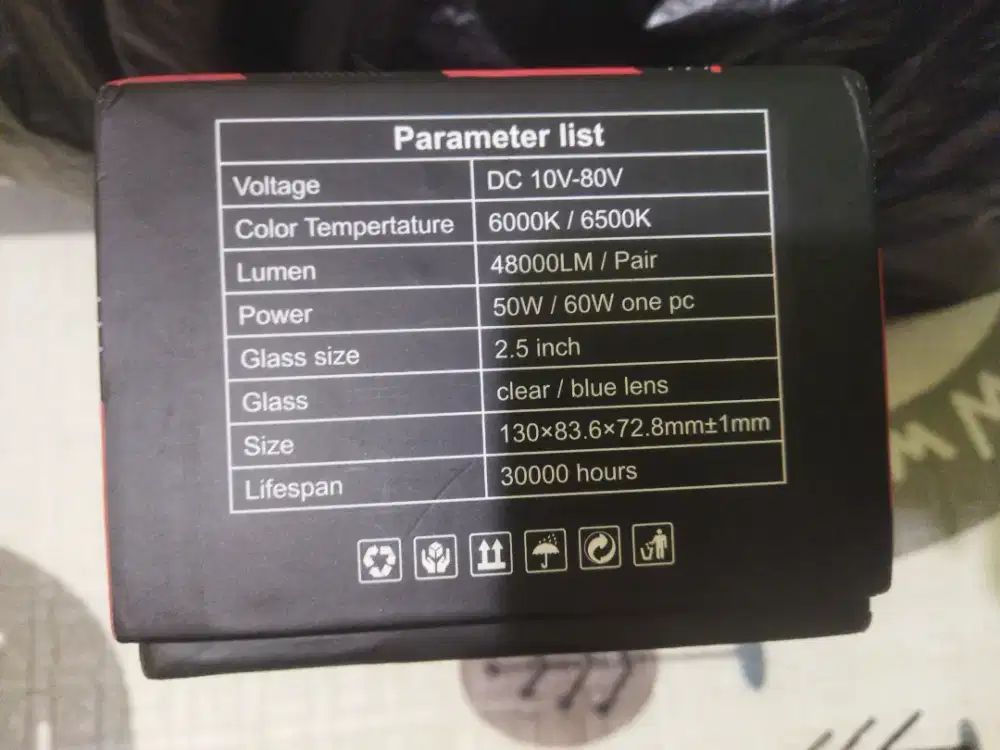 Parameter list
Voltage DC 10V-80V
Color Tempertature 6000K / 6500K
Lumen 48000LM / Pair
Power 50W / 60W one pc
Glass size 2.5 inch
Glass clear / blue lens
Size 130×83.6×72.8mm±1mm
Lifespan 30000 hours